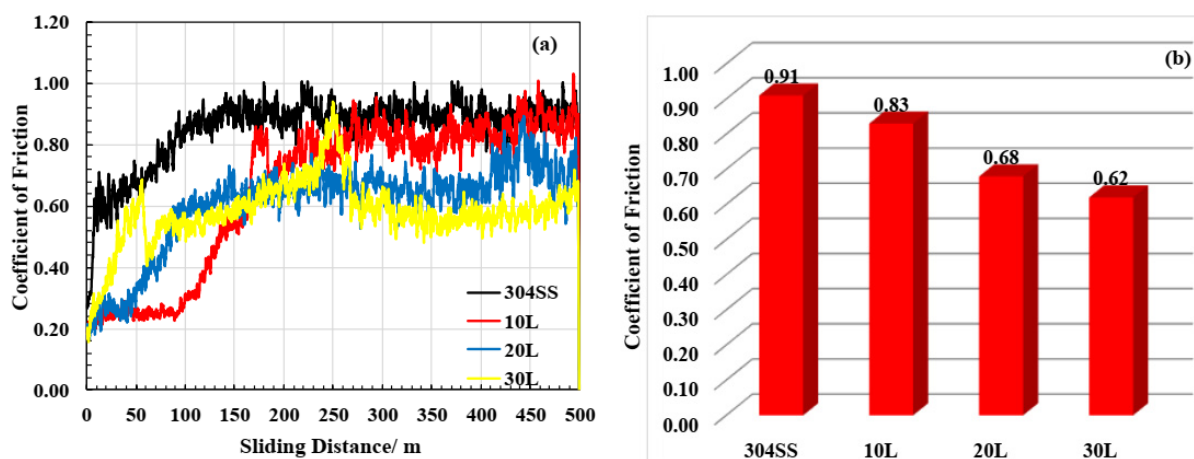 (a)
Coefficient of Friction
1.20
1.00
0.80
0.60
0.40
0.20
0.00
304SS
10L
20L
30L
0 50 100 150 200 250 300 350 400 450 500
Sliding Distance/ m
(b)
Coefficient of Friction
1.00
0.90
0.80
0.70
0.60
0.50
0.40
0.30
0.20
0.10
0.00
0.91
0.83
0.68
0.62
304SS 10L 20L 30L